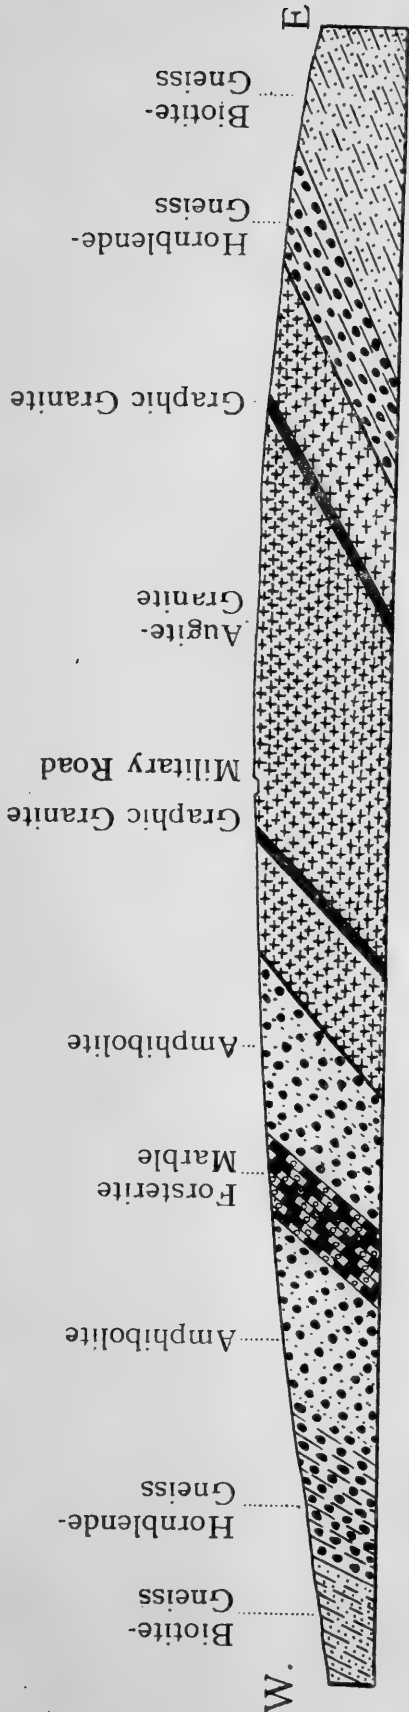 W.
Biotite-
Gneiss
Hornblende-
Gneiss
Amphibolite
Forsterite
Marble
Amphibolite
Graphic Granite
Military Road
Augite-
Granite
Graphic Granite
Hornblende-
Gneiss
Biotite-
Gneiss
E